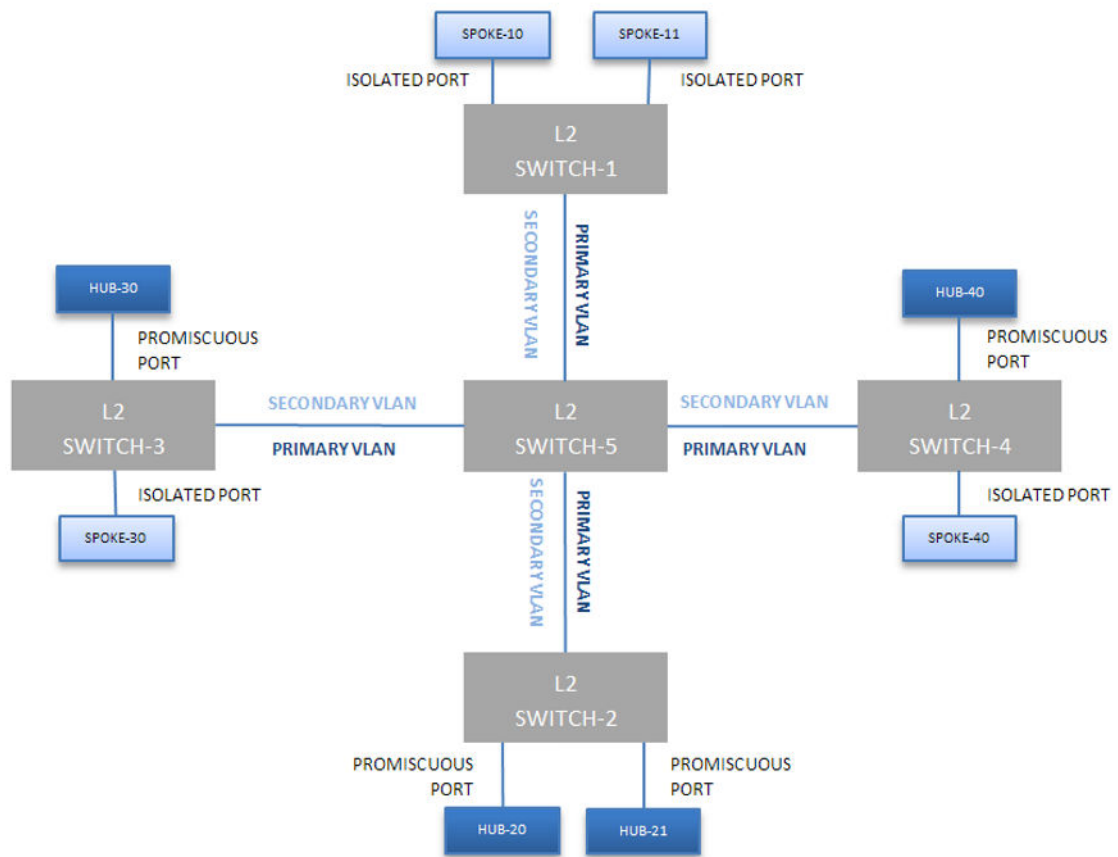 SPOKE-10
SPOKE-11
ISOLATED PORT
ISOLATED PORT
L2
SWITCH-1
SECONDARY VLAN
PRIMARY VLAN
HUB-30
HUB-40
PROMISCUOUS
PORT
PROMISCUOUS
PORT
L2
SWITCH-3
SECONDARY VLAN
PRIMARY VLAN
L2
SWITCH-5
SECONDARY VLAN
PRIMARY VLAN
L2
SWITCH-4
ISOLATED PORT
ISOLATED PORT
SPOKE-30
SPOKE-40
SECONDARY VLAN
PRIMARY VLAN
L2
SWITCH-2
PROMISCUOUS
PORT
PROMISCUOUS
PORT
HUB-20
HUB-21